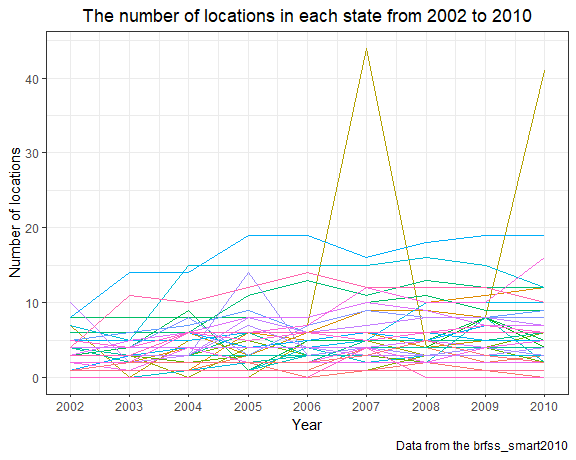 The number of locations in each state from 2002 to 2010
Number of locations
40
30
20
10
0
2002 2003 2004 2005 2006 2007 2008 2009 2010
Year
Data from the brfss_smart2010